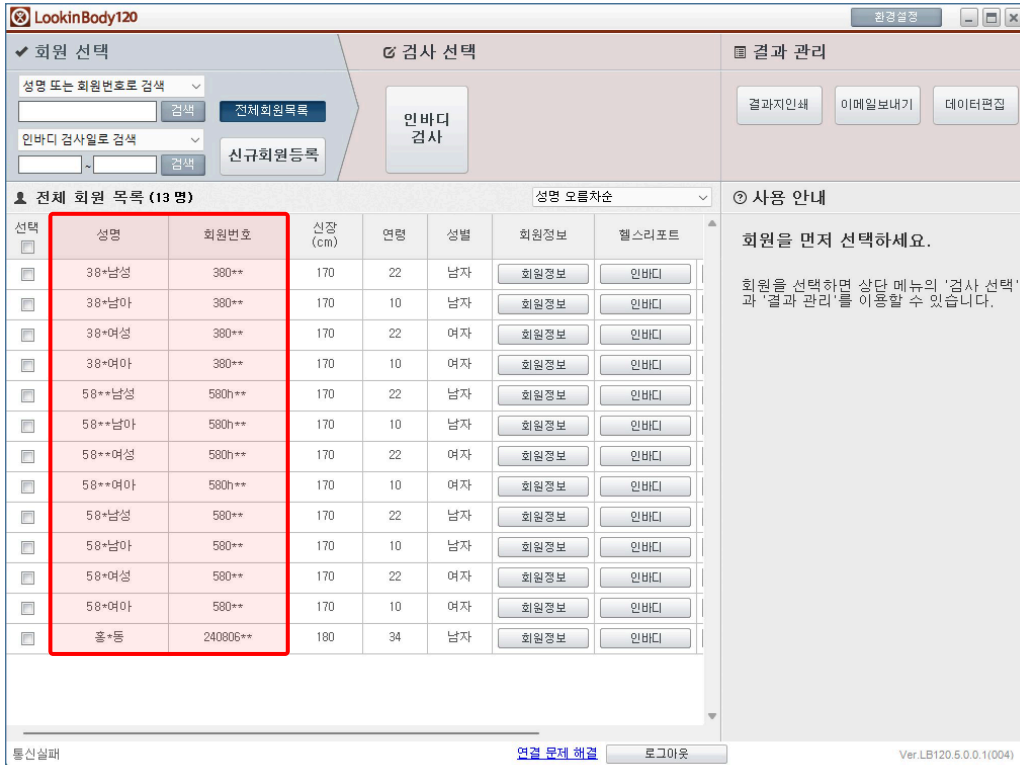 LookinBody120
환경설정
회원 선택
검사 선택
결과 관리
성명 또는 회원번호로 검색
검색
전체회원목록
인바디 검사일로 검색
~
검색
신규회원등록
인바디
검사
결과지인쇄 이메일보내기 데이터편집
전체 회원 목록 (13 명)
성명 오름차순
사용 안내
선택 성명 회원번호 신장 (cm) 연령 성별 회원정보 헬스리포트
38*남성 380** 170 22 남자 회원정보 인바디
38*남아 380** 170 10 남자 회원정보 인바디
38*여성 380** 170 22 여자 회원정보 인바디
38*여아 380** 170 10 여자 회원정보 인바디
58**남성 580h** 170 22 남자 회원정보 인바디
58**남아 580h** 170 10 남자 회원정보 인바디
58**여성 580h** 170 22 여자 회원정보 인바디
58**여아 580h** 170 10 여자 회원정보 인바디
58*남성 580** 170 22 남자 회원정보 인바디
58*남아 580** 170 10 남자 회원정보 인바디
58*여성 580** 170 22 여자 회원정보 인바디
58*여아 580** 170 10 여자 회원정보 인바디
홍*동 240806** 180 34 남자 회원정보 인바디
회원을 먼저 선택하세요.
회원을 선택하면 상단 메뉴의 '검사 선택'
과 '결과 관리'를 이용할 수 있습니다.
통신실패
연결 문제 해결
로그아웃
Ver.LB120.5.0.0.1(004)